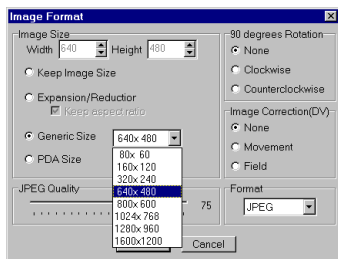 Image Format
Image Size
Width 640 Height 480
Keep Image Size
Expansion/Reduction
Keep aspect ratio
Generic Size 640x 480
PDA Size
80x 60
160x 120
320x 240
640x 480
800x 600
1024x 768
1280x 960
1600x1200
JPEG Quality
75
90 degrees Rotation
None
Clockwise
Counterclockwise
Image Correction(DV)
None
Movement
Field
Format
JPEG
Cancel